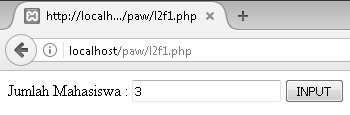 http://localh.../paw/l2f1.php
localhost/paw/l2f1.php
Jumlah Mahasiswa : 3 INPUT